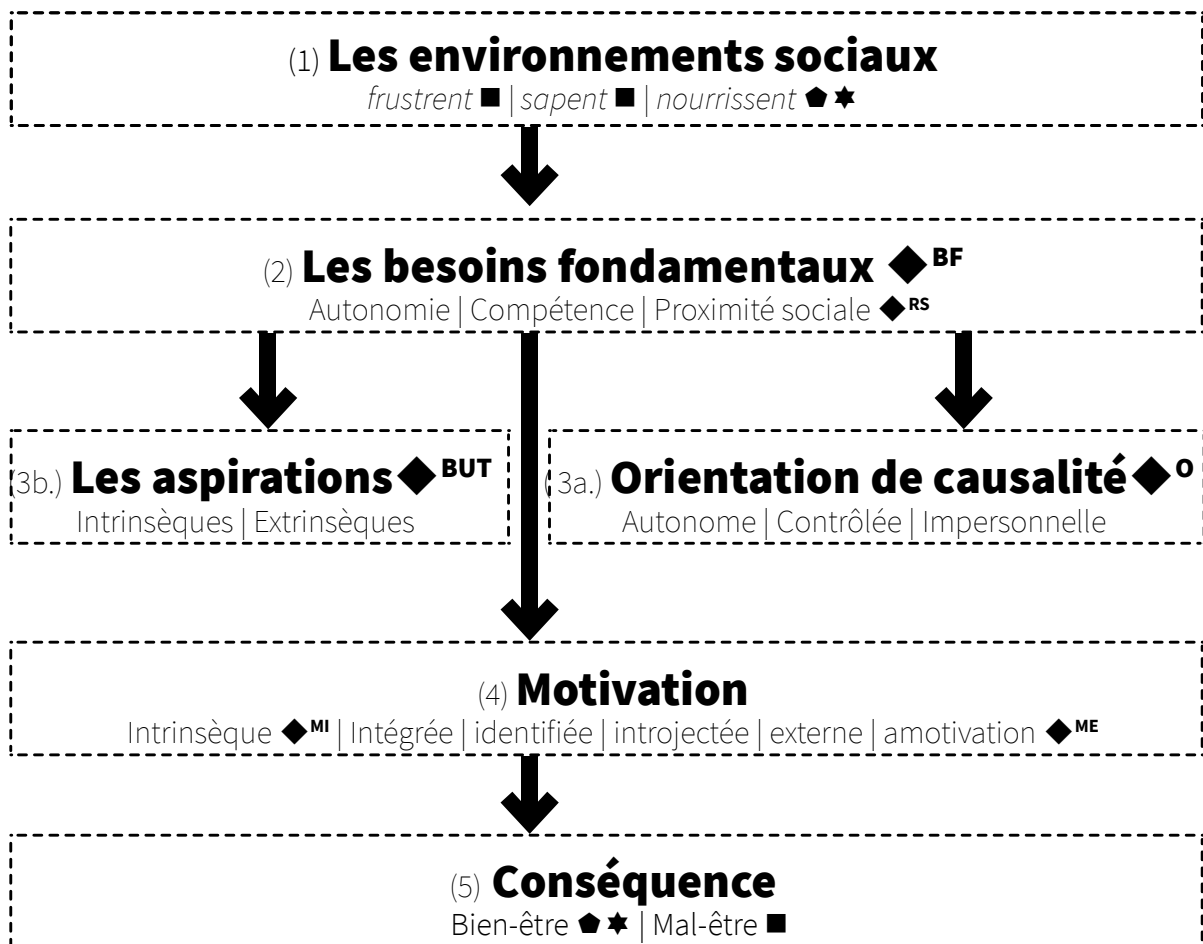 (1) Les environnements sociaux
frustrent ■ | sapent ■ | nourrissent ⬟ ✶
(2) Les besoins fondamentaux ◆ BF
Autonomie | Compétence | Proximité sociale ◆ RS
(3b.) Les aspirations ◆ BUT
Intrinsèques | Extrinsèques
(3a.) Orientation de causalité ◆ O
Autonome | Contrôlée | Impersonnelle
(4) Motivation
Intrinsèque ◆ MI | Intégrée | identifiée | introjectée | externe | amotivation ◆ ME
(5) Conséquence
Bien-être ⬟ ✶ | Mal-être ■